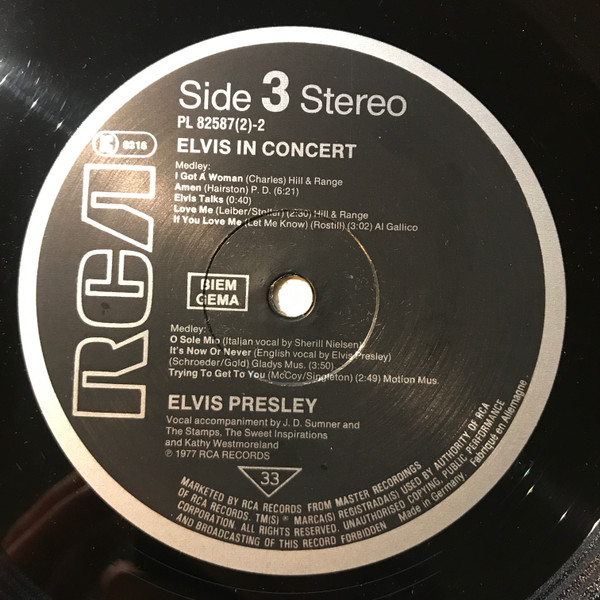 Side 3 Stereo
PL 82587(2)-2
ELVIS IN CONCERT
0316
RCA
Medley:
I Got A Woman (Charles) Hill & Range
Amen (Hairston) P. D. (6:21)
Elvis Talks (0:40)
Love Me (Leiber/Stoller) (2:30) Hill & Range
If You Love Me (Let Me Know) (Rostill) (3:02) Al Gallico
BIEM
GEMA
Medley:
O Sole Mio (Italian vocal by Sherill Nielsen)
It's Now Or Never (English vocal by Elvis Presley)
(Schroeder/Gold) Gladys Mus. (3:50)
Trying To Get To You (McCoy/Singleton) (2:49) Motion Mus.
ELVIS PRESLEY
Vocal accompaniment by J. D. Sumner and
The Stamps, The Sweet Inspirations
and Kathy Westmoreland
℗ 1977 RCA RECORDS
33
MARKETED BY RCA RECORDS FROM MASTER RECORDINGS
OF RCA RECORDS. TM(S) ® MARCA(S) REGISTRADA(S) USED BY AUTHORITY OF RCA
CORPORATION. ALL RIGHTS RESERVED. UNAUTHORISED COPYING, PUBLIC PERFORMANCE
AND BROADCASTING OF THIS RECORD FORBIDDEN Made in Germany. Fabriqué en Allemagne.